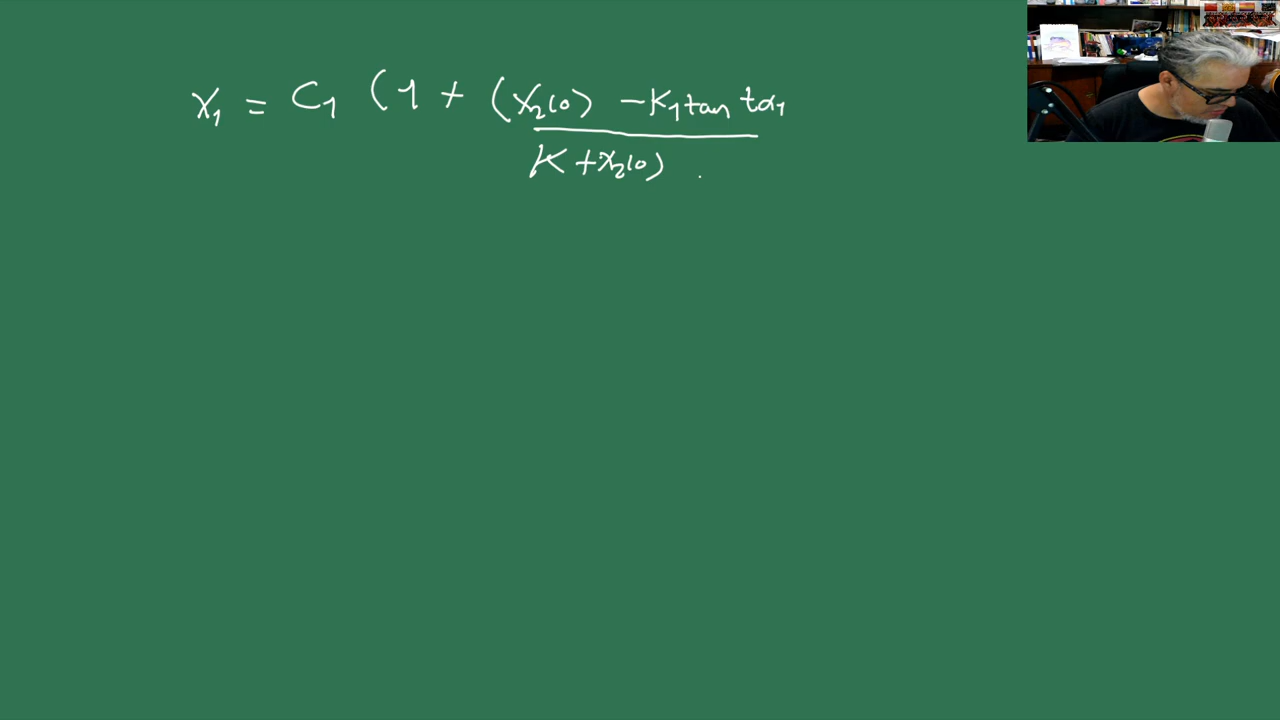 x₁ = C₁ (1 + (x₂(0) - K₁ tan tα₁
K + x₂(0)